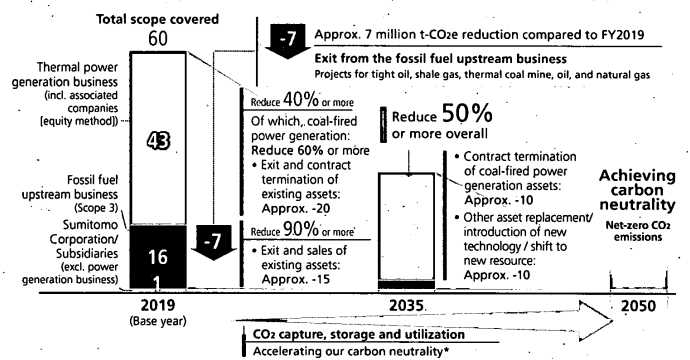 Total scope covered
60
Thermal power
generation business
(incl. associated
companies
[equity method])
43
Fossil fuel
upstream business
(Scope 3)
Sumitomo
Corporation/
Subsidiaries
(excl. power
generation business)
16
1
2019
(Base year)
-7
Approx. 7 million t-CO2e reduction compared to FY2019
Exit from the fossil fuel upstream business
Projects for tight oil, shale gas, thermal coal mine, oil, and natural gas
-7
Reduce 40% or more
Of which, coal-fired
power generation:
Reduce 60% or more
• Exit and contract
termination of
existing assets:
Approx. -20
Reduce 90% or more
• Exit and sales of
existing assets:
Approx. -15
Reduce 50%
or more overall
• Contract termination
of coal-fired power
generation assets:
Approx. -10
• Other asset replacement/
introduction of new
technology / shift to
new resource:
Approx. -10
2035
Achieving
carbon
neutrality
Net-zero CO2
emissions
2050
CO2 capture, storage and utilization
Accelerating our carbon neutrality*